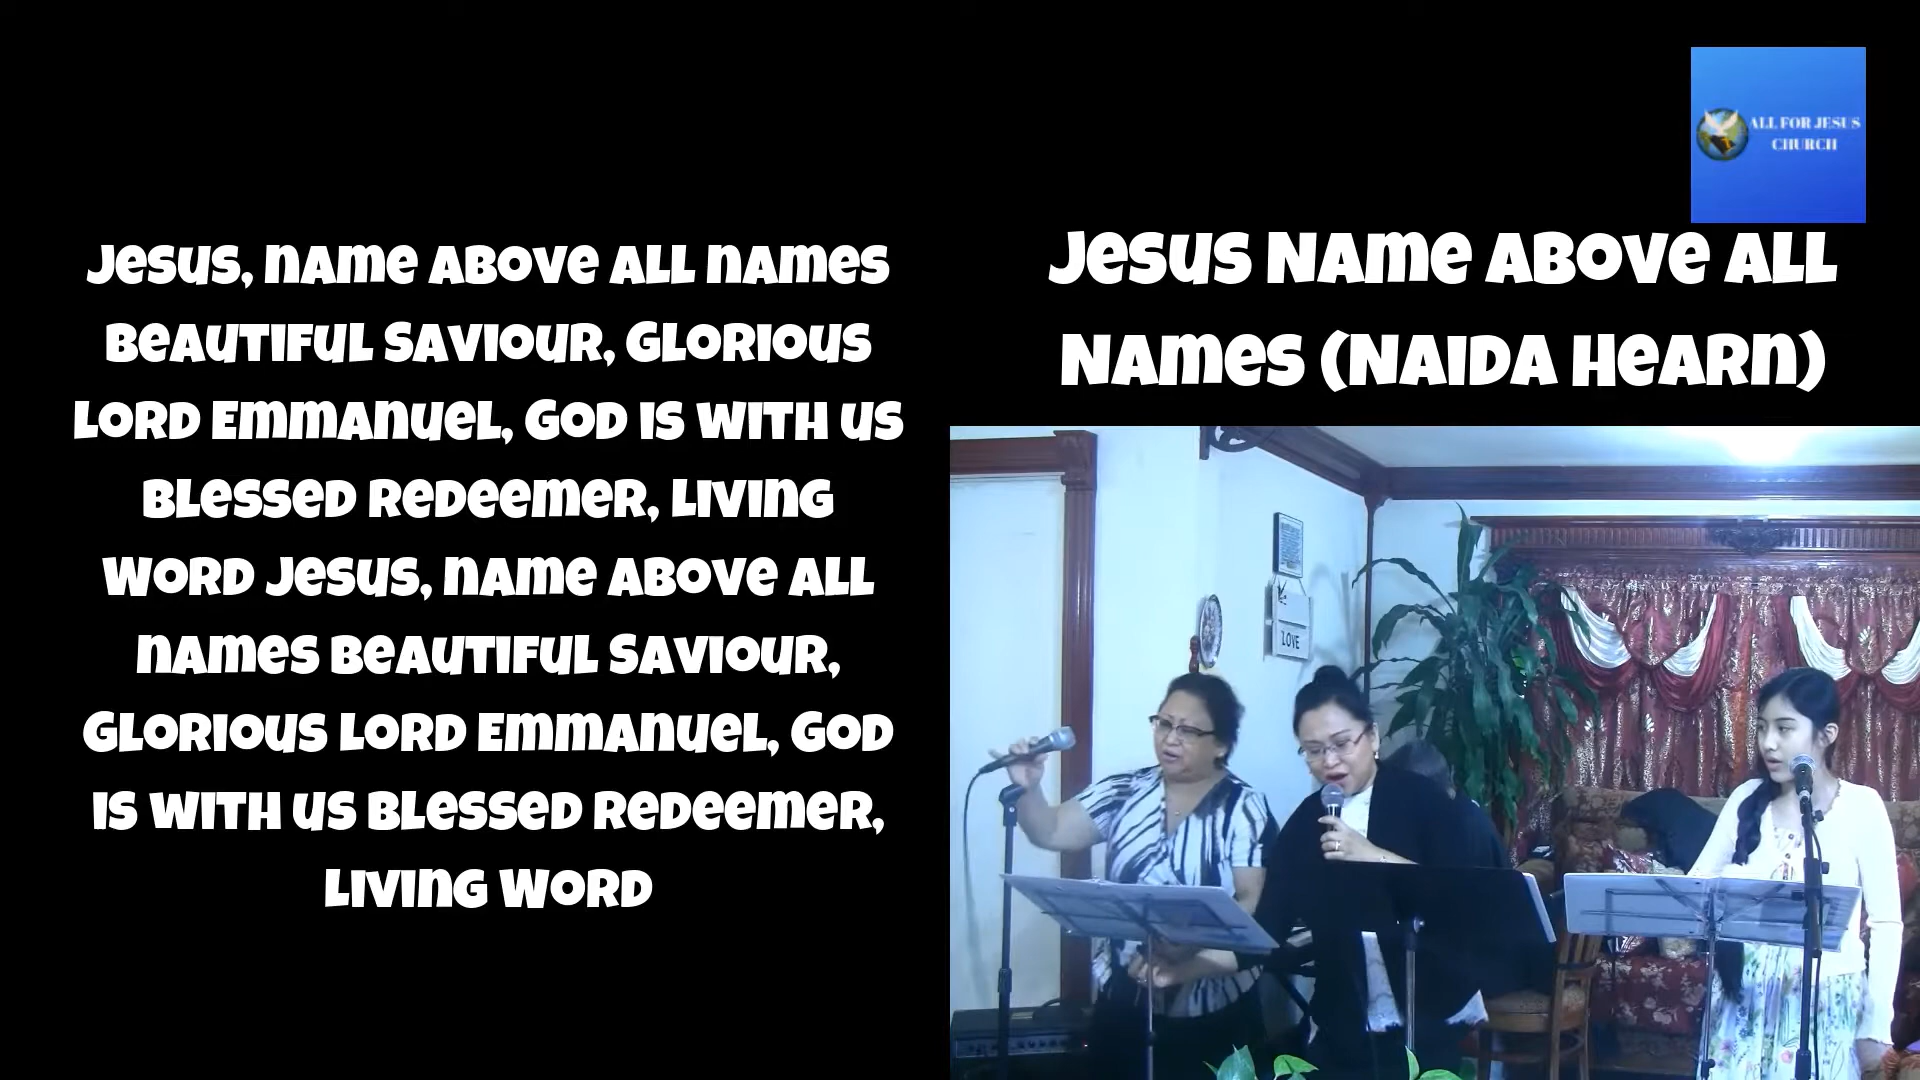 ALL FOR JESUS
CHURCH
Jesus, name above all names
Beautiful Saviour, Glorious
Lord Emmanuel, God is with us
Blessed Redeemer, Living
Word Jesus, name above all
names Beautiful Saviour,
Glorious Lord Emmanuel, God
is with us Blessed Redeemer,
Living Word
Jesus Name Above All
Names (Naida Hearn)
LOVE